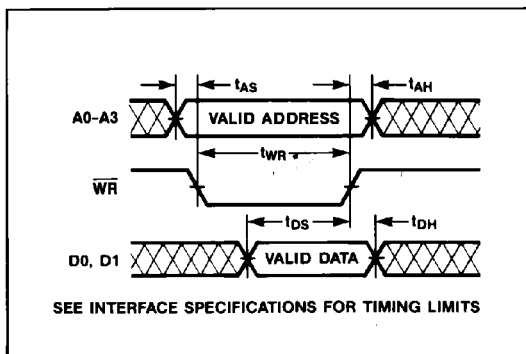 tAS
tAH
A0–A3
VALID ADDRESS
tWR
WR
tDS
tDH
D0, D1
VALID DATA
SEE INTERFACE SPECIFICATIONS FOR TIMING LIMITS